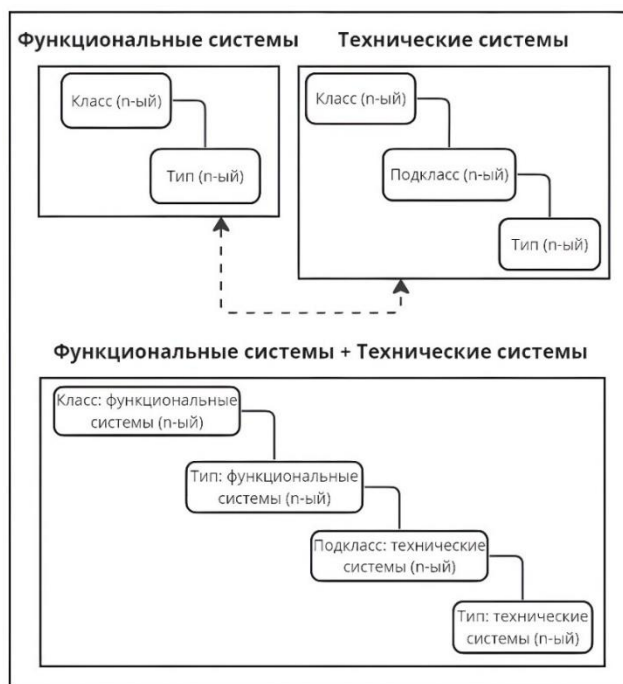 Функциональные системы
Технические системы
Класс (n-ый)
Тип (n-ый)
Класс (n-ый)
Подкласс (n-ый)
Тип (n-ый)
Функциональные системы + Технические системы
Класс: функциональные
системы (n-ый)
Тип: функциональные
системы (n-ый)
Подкласс: технические
системы (n-ый)
Тип: технические
системы (n-ый)